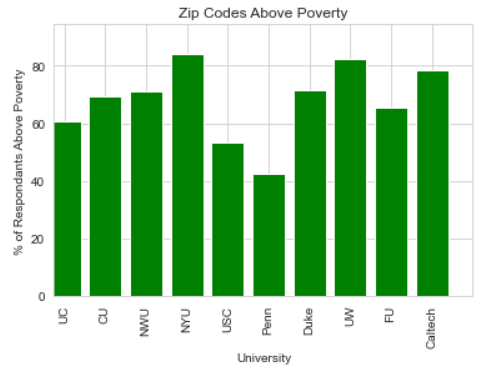 Zip Codes Above Poverty
% of Respondants Above Poverty
80
60
40
20
0
UC
CU
NWU
NYU
USC
Penn
Duke
UW
FU
Caltech
University